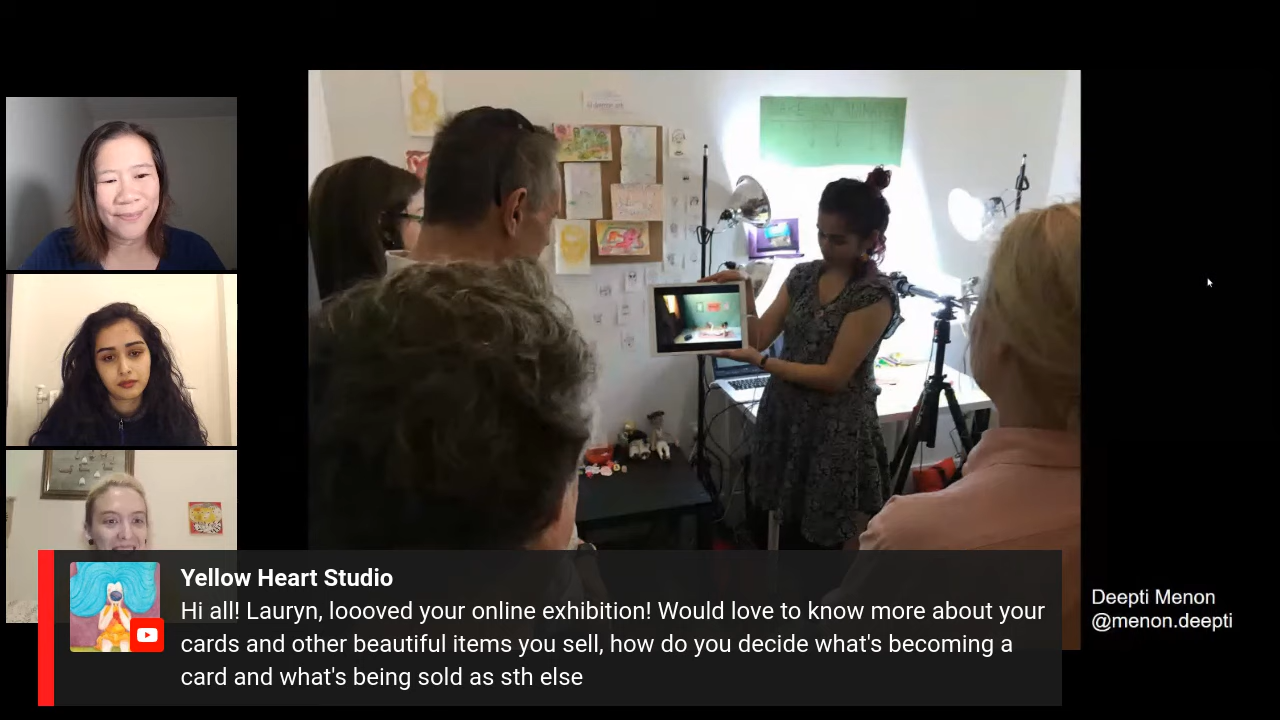 Yellow Heart Studio
Hi all! Lauryn, loooved your online exhibition! Would love to know more about your
cards and other beautiful items you sell, how do you decide what's becoming a
card and what's being sold as sth else
Deepti Menon
@menon.deepti